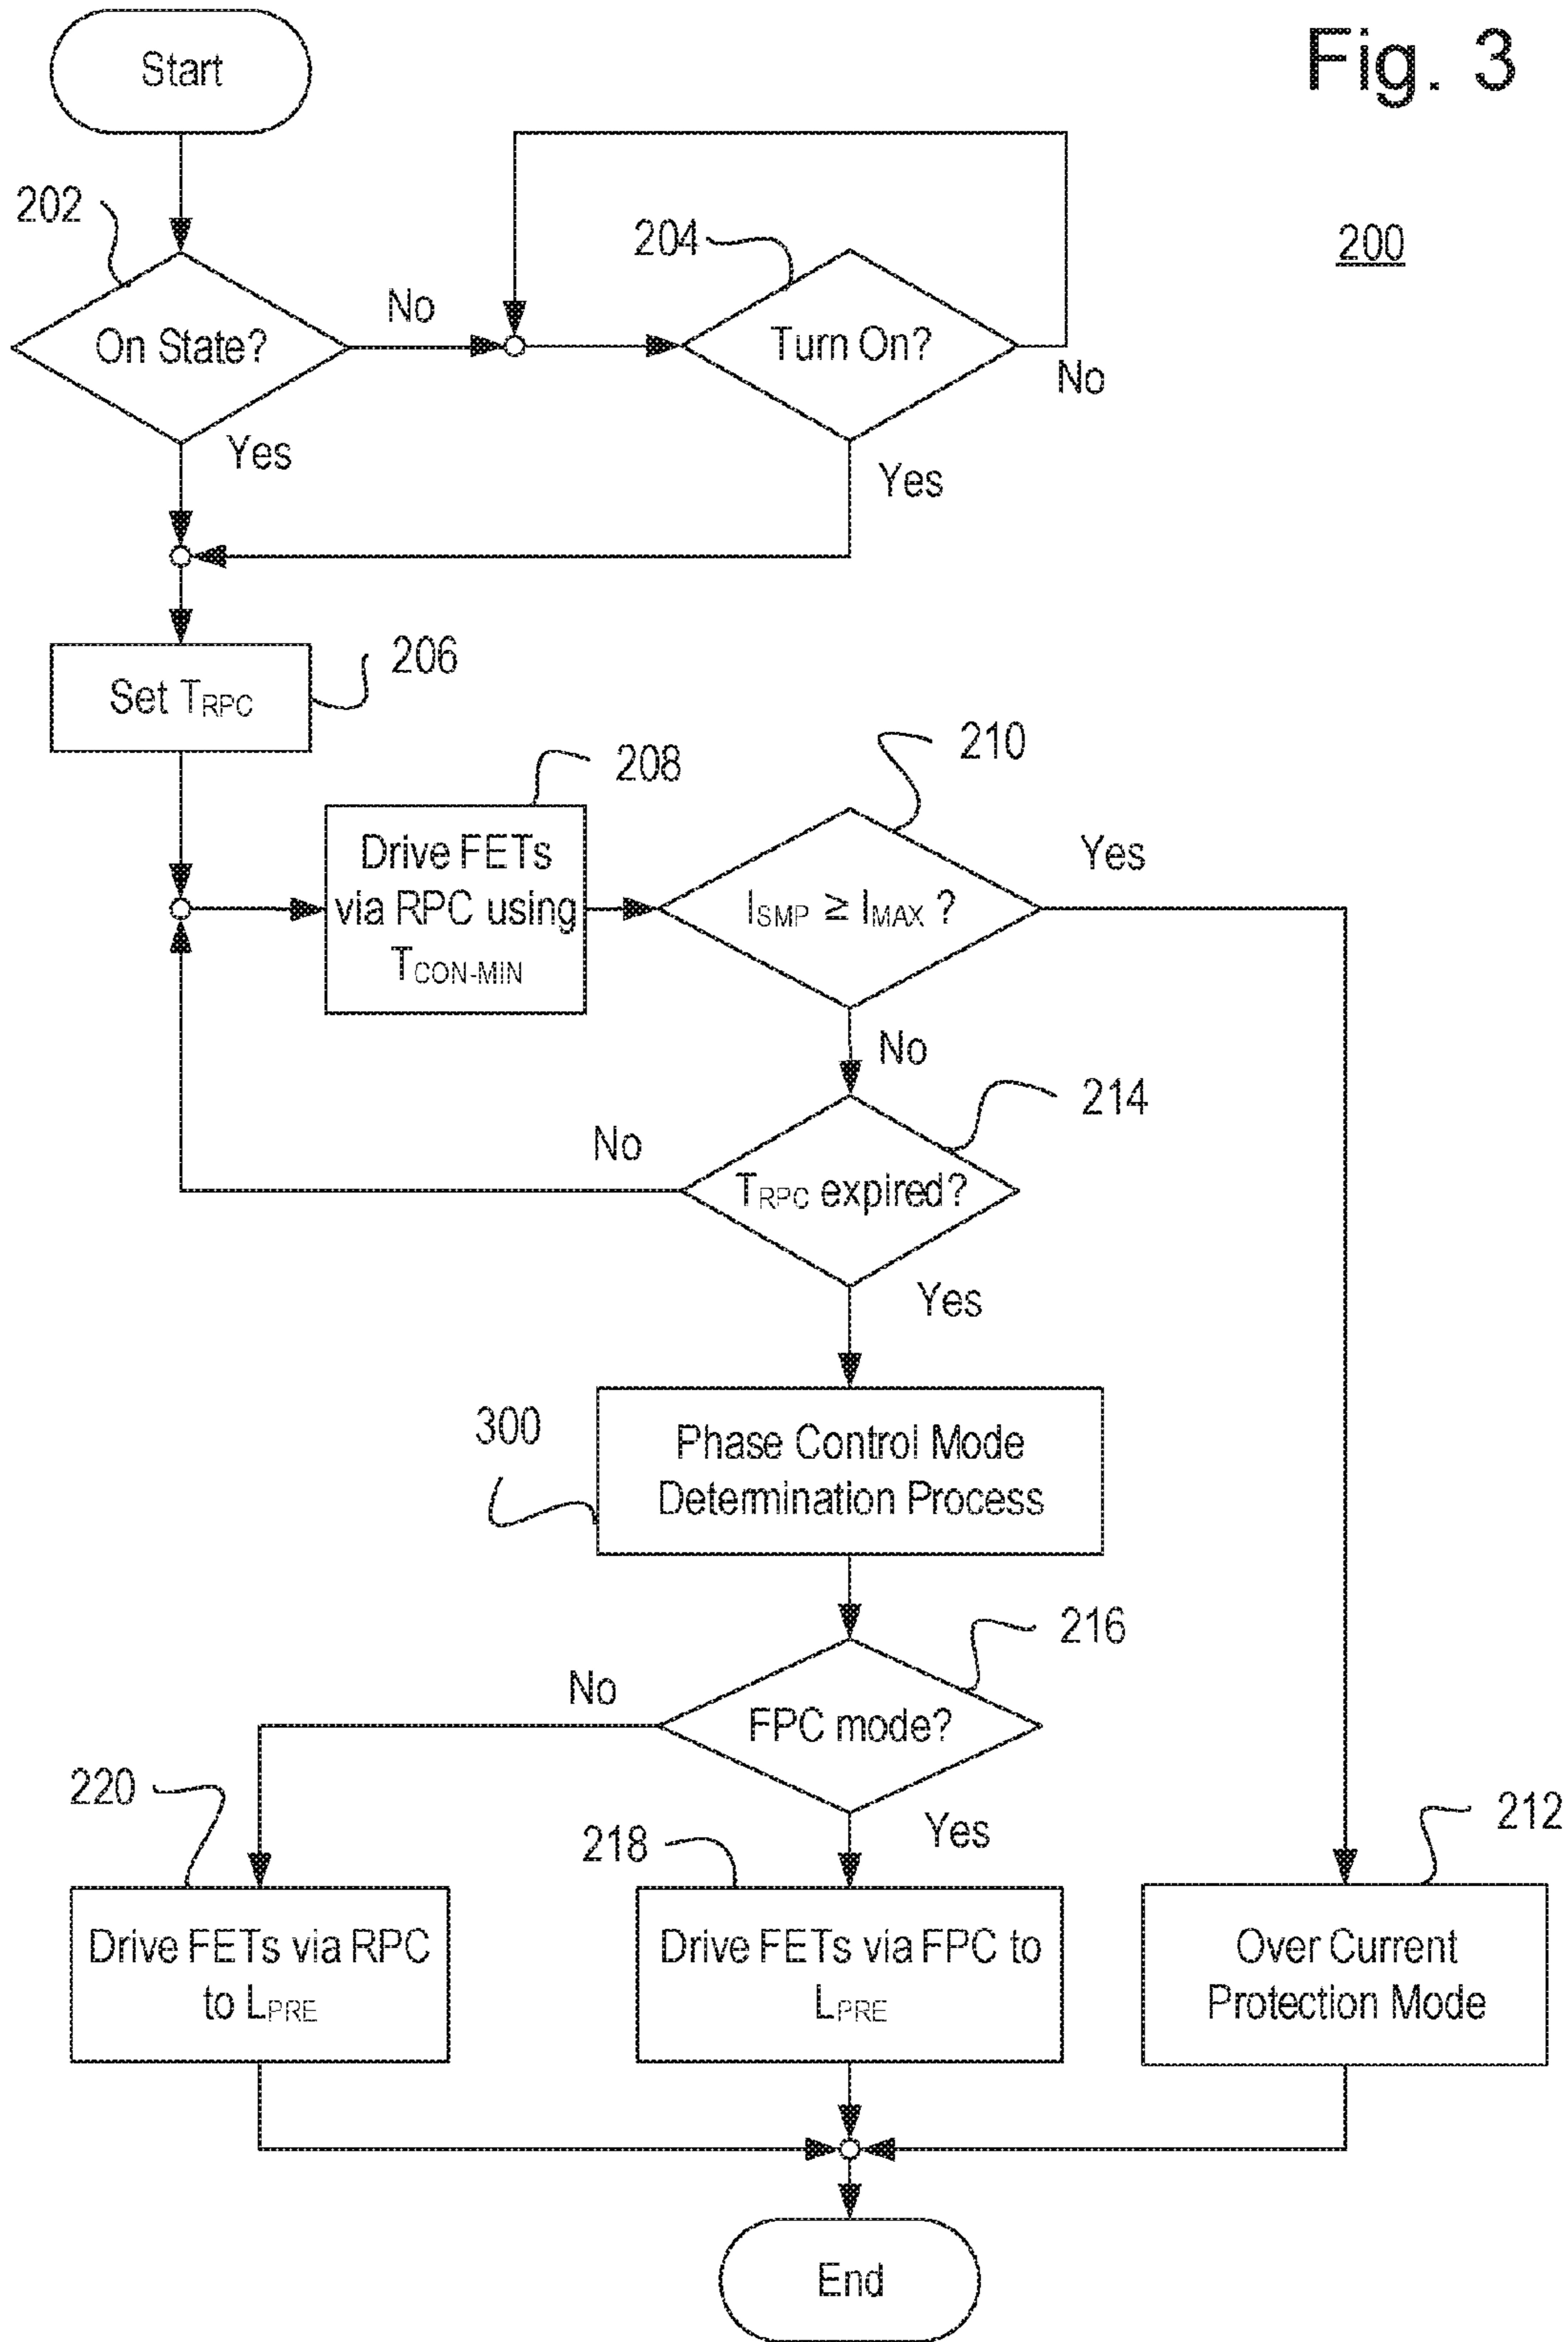 Fig. 3
200
Start
202
On State?
No
Yes
204
Turn On?
No
Yes
206
Set TRPC
208
Drive FETs
via RPC using
TCON-MIN
210
ISMP ≥ IMAX ?
Yes
No
214
TRPC expired?
No
Yes
300
Phase Control Mode
Determination Process
216
FPC mode?
No
Yes
220
Drive FETs via RPC
to LPRE
218
Drive FETs via FPC to
LPRE
212
Over Current
Protection Mode
End